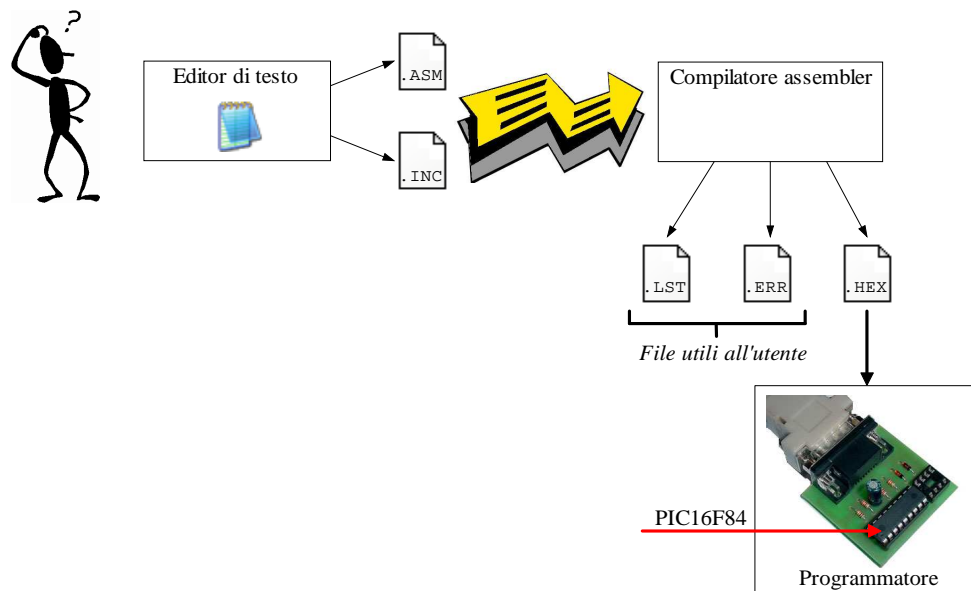 ?
Editor di testo
.ASM
.INC
Compilatore assembler
.LST
.ERR
.HEX
File utili all'utente
PIC16F84
Programmatore